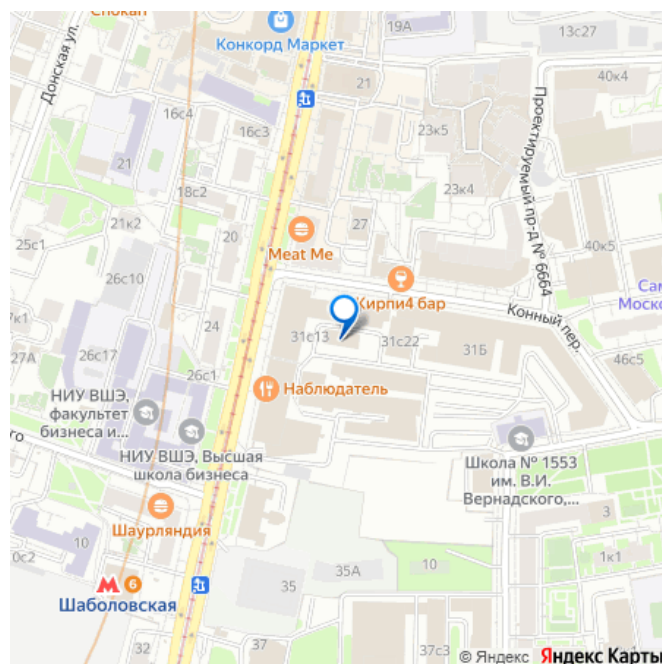 Конкорд Маркет
19А
13с27
Донская ул.
21
40к4
16с4
16с3
23к5
Проектируемый пр-д № 6664
21
18с2
23к4
21к2
20
27
25с1
Meat Me
40к5
26с10
Кирпи4 бар
Конный пер.
24
31с13
31с22
31Б
27А
26с17
46с5
26с1
Наблюдатель
НИУ ВШЭ,
факультет
бизнеса и...
НИУ ВШЭ, Высшая
школа бизнеса
Школа № 1553
им. В.И.
Вернадского,...
Шаурляндия
3
10
10
1к1
35А
35
6
Шаболовская
32
37
37с3
© Яндекс Яндекс Карты